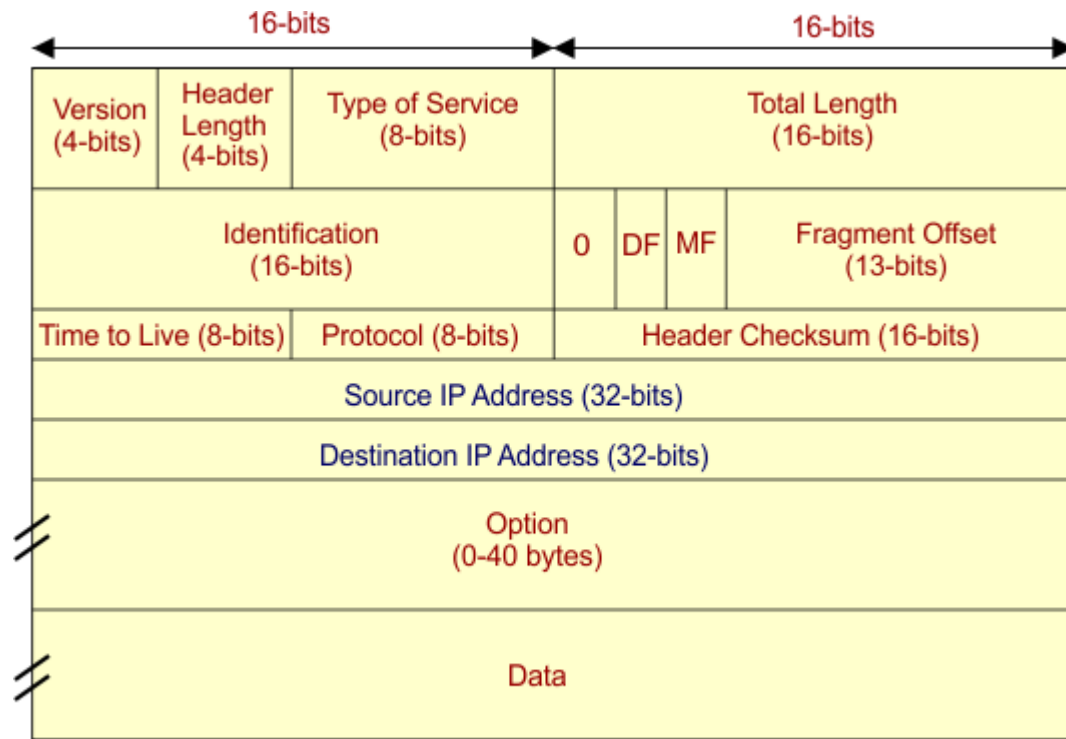 16-bits
16-bits
Version
(4-bits)
Header
Length
(4-bits)
Type of Service
(8-bits)
Total Length
(16-bits)
Identification
(16-bits)
0
DF
MF
Fragment Offset
(13-bits)
Time to Live (8-bits)
Protocol (8-bits)
Header Checksum (16-bits)
Source IP Address (32-bits)
Destination IP Address (32-bits)
Option
(0-40 bytes)
Data